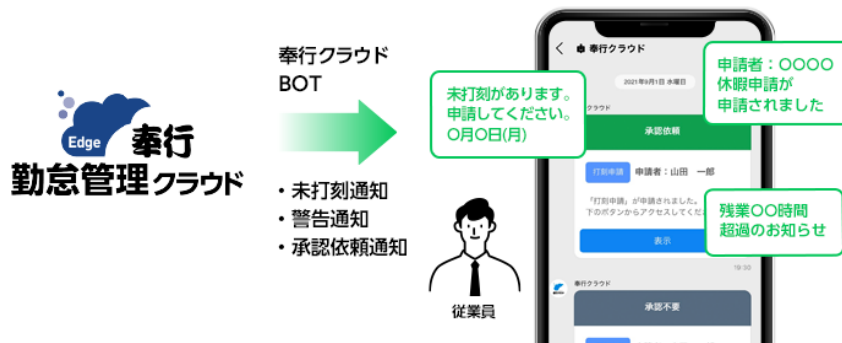 Edge 奉行
勤怠管理クラウド
奉行クラウド
BOT
・未打刻通知
・警告通知
・承認依頼通知
従業員
未打刻があります。
申請してください。
〇月〇日(月)
奉行クラウド
2021年9月1日 水曜日
クラウド
承認依頼
打刻申請 申請者：山田 一郎
「打刻申請」が申請されました。
下のボタンからアクセスしてくだ
表示
19:30
奉行クラウド
承認不要
申請者：〇〇〇〇
休暇申請が
申請されました
残業〇〇時間
超過のお知らせ